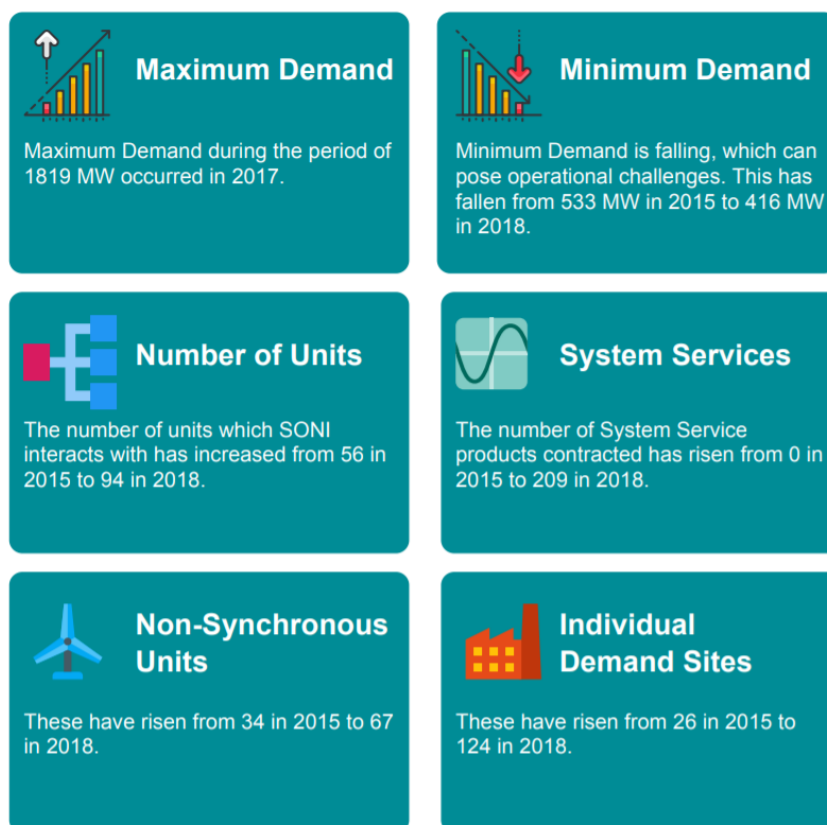 Maximum Demand
Maximum Demand during the period of
1819 MW occurred in 2017.
Minimum Demand
Minimum Demand is falling, which can
pose operational challenges. This has
fallen from 533 MW in 2015 to 416 MW
in 2018.
Number of Units
The number of units which SONI
interacts with has increased from 56 in
2015 to 94 in 2018.
System Services
The number of System Service
products contracted has risen from 0 in
2015 to 209 in 2018.
Non-Synchronous
Units
These have risen from 34 in 2015 to 67
in 2018.
Individual
Demand Sites
These have risen from 26 in 2015 to
124 in 2018.